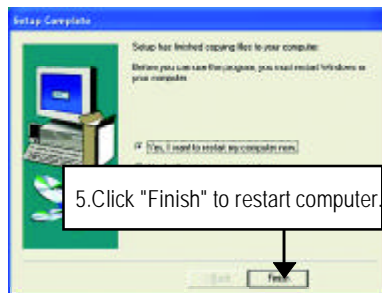 Setup Complete
Setup has finished copying files to your computer.
Before you can use the program, you must restart Windows or
your computer.
Yes, I want to restart my computer now.
5.Click "Finish" to restart computer.
Back
Finish